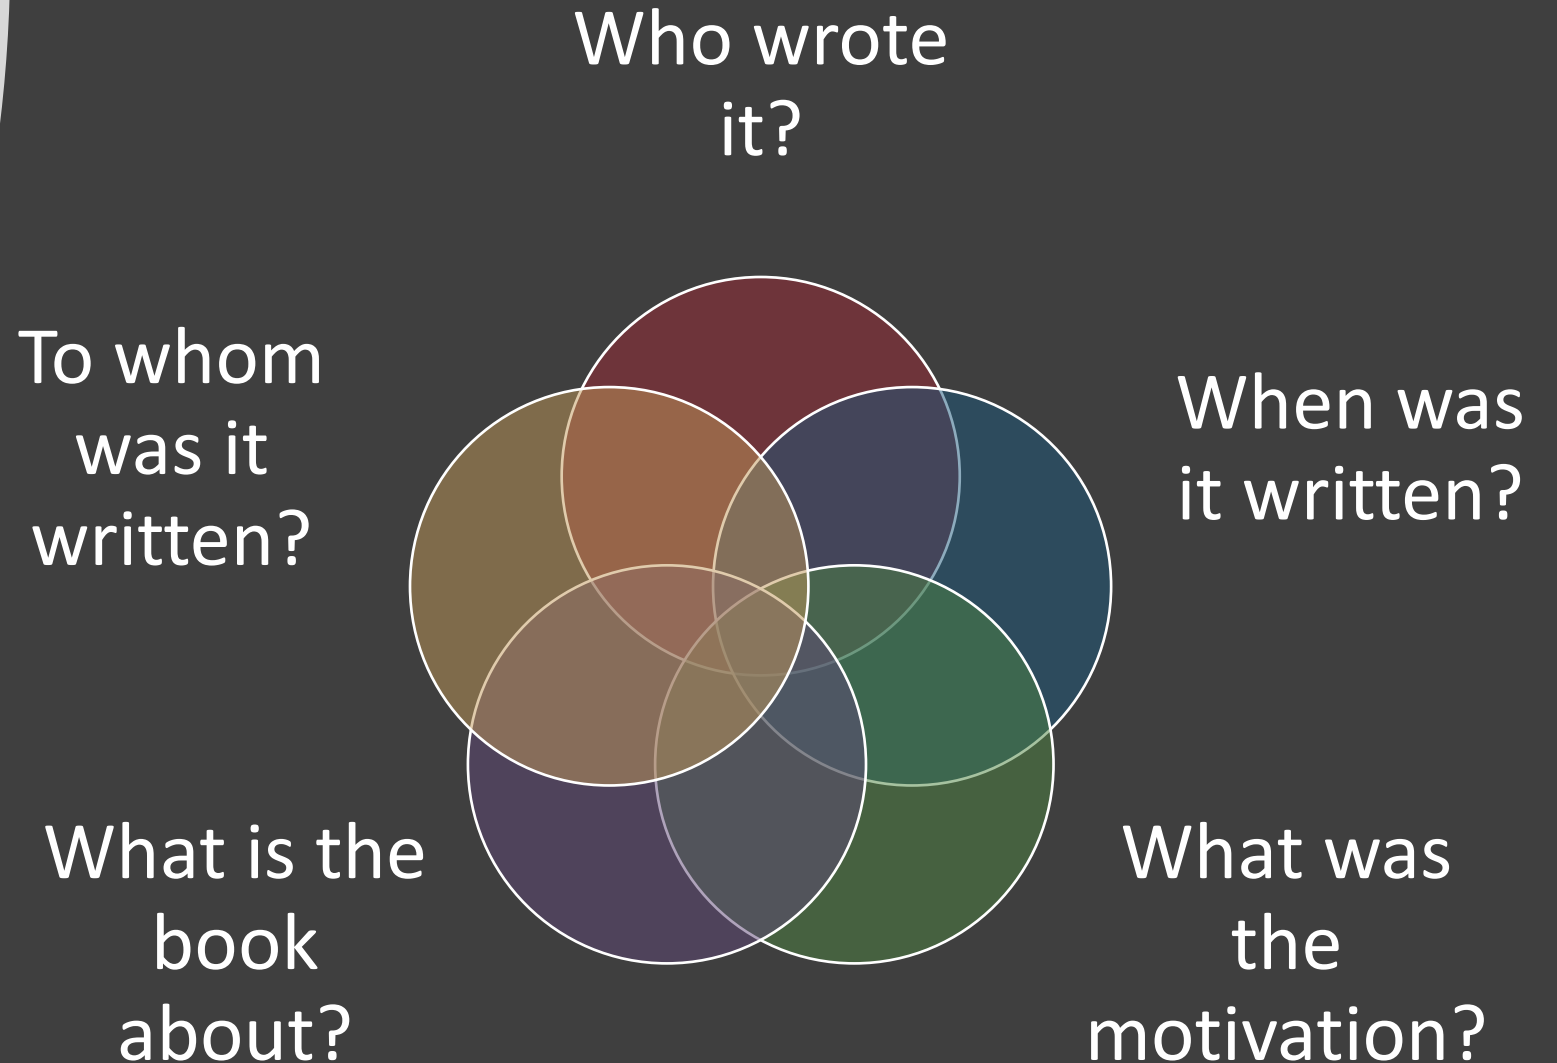 Who wrote
it?
To whom
was it
written?
When was
it written?
What is the
book
about?
What was
the
motivation?